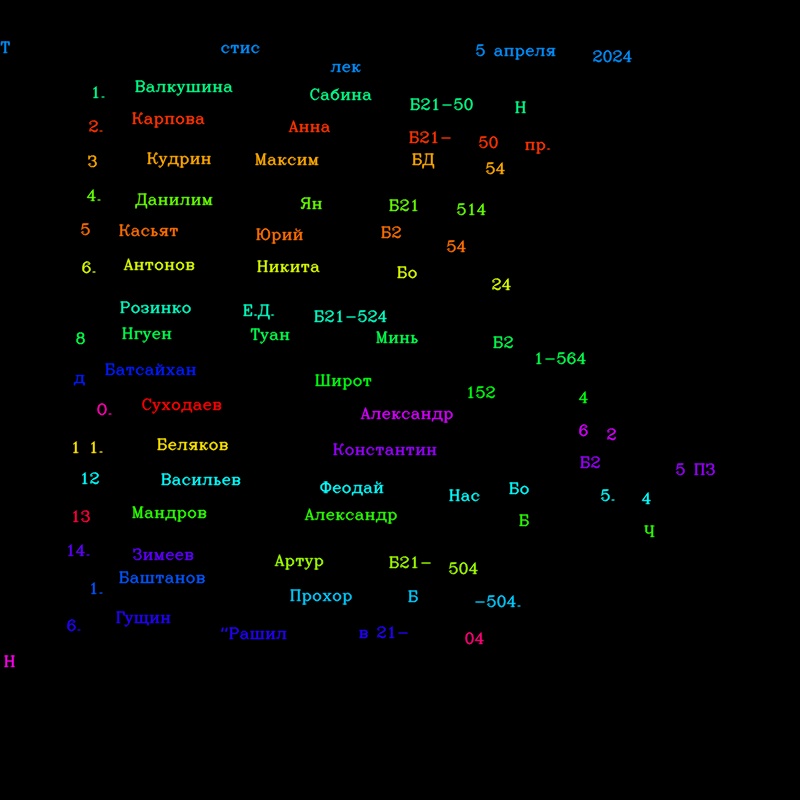 Т стис 5 апреля 2024
лек
1. Валкушина Сабина Б21-50 Н
2. Карпова Анна Б21- 50 пр.
3 Кудрин Максим БД 54
4. Данилим Ян Б21 514
5 Касьят Юрий Б2 54
6. Антонов Никита Бо 24
Розинко Е.Д. Б21-524
8 Нгуен Туан Минь Б2 1-564
д Батсайхан Широт 152 4
0. Суходаев Александр 6 2
1 1. Беляков Константин Б2 5 ПЗ
12 Васильев Феодай Нас Бо 5. 4
13 Мандров Александр Б Ч
14. Зимеев Артур Б21- 504
1. Баштанов Прохор Б -504.
6. Гущин "Рашил в 21- 04
Н